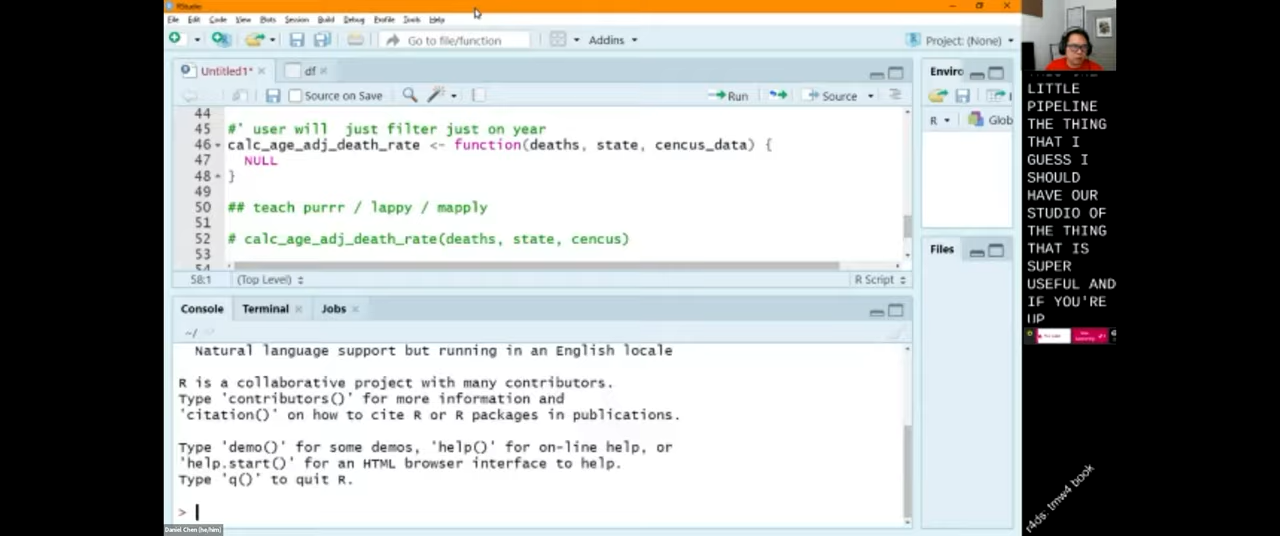 RStudio
File Edit Code View Plots Session Build Debug Profile Tools Help
Go to file/function Addins Project: (None)
Untitled1* df
Source on Save Run Source
44
45 #' user will  just filter just on year
46 calc_age_adj_death_rate <- function(deaths, state, cencus_data) {
47 NULL
48 }
49
50 ## teach purrr / lappy / mapply
51
52 # calc_age_adj_death_rate(deaths, state, cencus)
53
54
58:1 (Top Level) R Script
Console Terminal Jobs
~/
Natural language support but running in an English locale
R is a collaborative project with many contributors.
Type 'contributors()' for more information and
'citation()' on how to cite R or R packages in publications.
Type 'demo()' for some demos, 'help()' for on-line help, or
'help.start()' for an HTML browser interface to help.
Type 'q()' to quit R.
>
Daniel Chen (he/him)
Enviro
R Glob
Files
LITTLE
PIPELINE
THE THING
THAT I
GUESS I
SHOULD
HAVE OUR
STUDIO OF
THE THING
THAT IS
SUPER
USEFUL AND
IF YOU'RE
UP
r4ds: tmw4 book